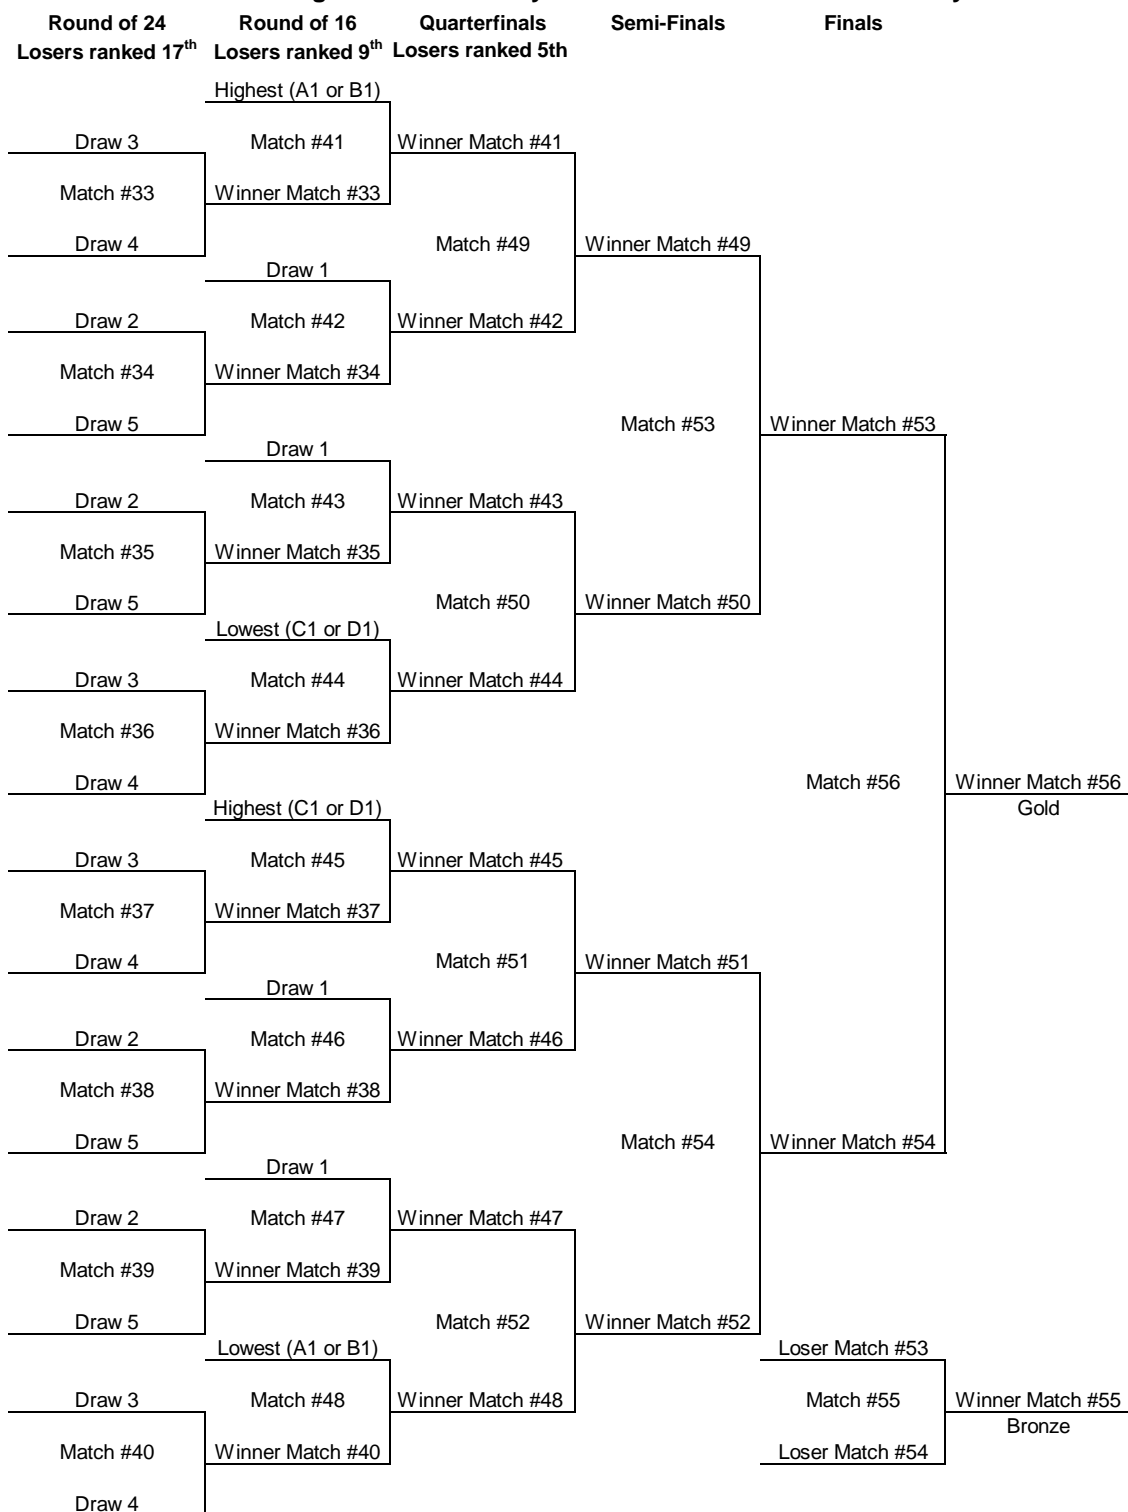 Round of 24 Round of 16 Quarterfinals Semi-Finals Finals
Losers ranked 17th Losers ranked 9th Losers ranked 5th
Highest (A1 or B1)
Draw 3 Match #41 Winner Match #41
Match #33 Winner Match #33
Draw 4 Match #49 Winner Match #49
Draw 1
Draw 2 Match #42 Winner Match #42
Match #34 Winner Match #34
Draw 5 Match #53 Winner Match #53
Draw 1
Draw 2 Match #43 Winner Match #43
Match #35 Winner Match #35
Draw 5 Match #50 Winner Match #50
Lowest (C1 or D1)
Draw 3 Match #44 Winner Match #44
Match #36 Winner Match #36
Draw 4 Match #56 Winner Match #56
Highest (C1 or D1) Gold
Draw 3 Match #45 Winner Match #45
Match #37 Winner Match #37
Draw 4 Match #51 Winner Match #51
Draw 1
Draw 2 Match #46 Winner Match #46
Match #38 Winner Match #38
Draw 5 Match #54 Winner Match #54
Draw 1
Draw 2 Match #47 Winner Match #47
Match #39 Winner Match #39
Draw 5 Match #52 Winner Match #52
Lowest (A1 or B1) Loser Match #53
Draw 3 Match #48 Winner Match #48 Match #55 Winner Match #55
Bronze
Match #40 Winner Match #40 Loser Match #54
Draw 4